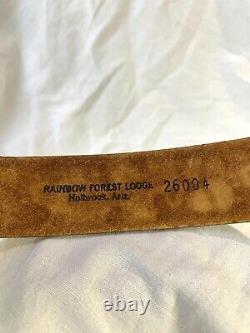 RAINBOW FOREST LODGE 26004
Holbrook, Ariz.